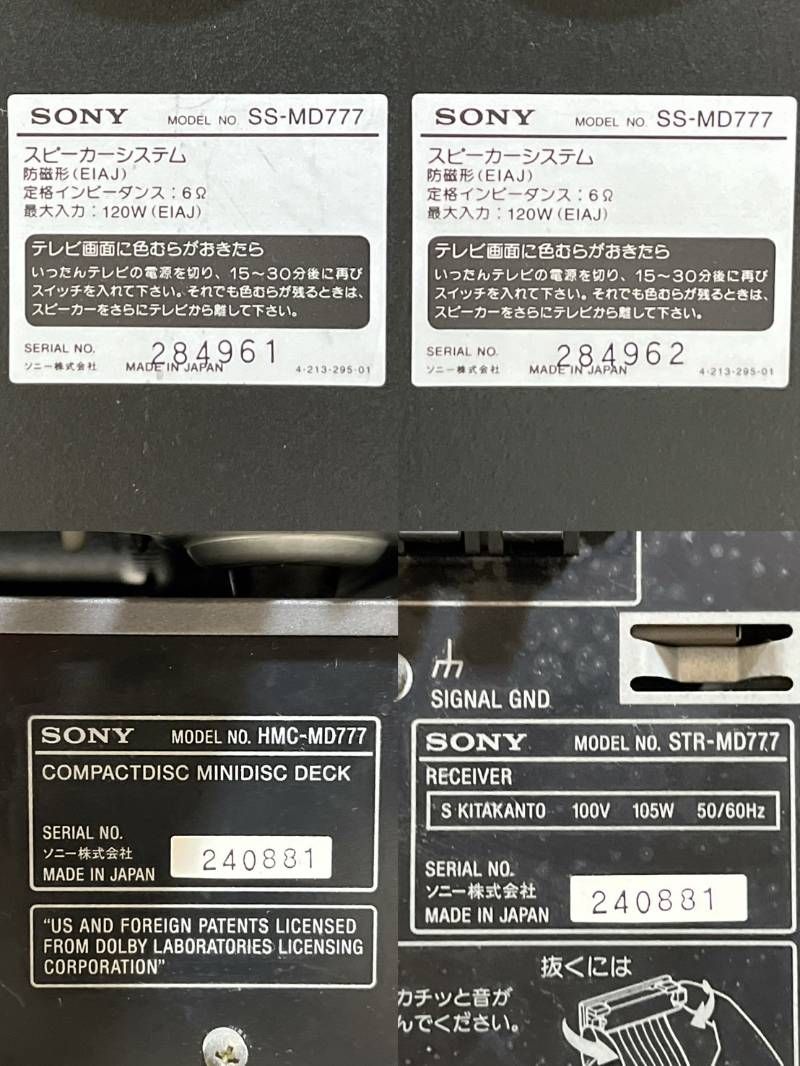 SONY MODEL NO. SS-MD777
スピーカーシステム
防磁形(EIAJ)
定格インピーダンス：6Ω
最大入力：120W(EIAJ)
テレビ画面に色むらがおきたら
いったんテレビの電源を切り、15〜30分後に再び
スイッチを入れて下さい。それでも色むらが残るときは、
スピーカーをさらにテレビから離して下さい。
SERIAL NO. 284961
ソニー株式会社 MADE IN JAPAN 4-213-295-01
SONY MODEL NO. SS-MD777
スピーカーシステム
防磁形(EIAJ)
定格インピーダンス：6Ω
最大入力：120W(EIAJ)
テレビ画面に色むらがおきたら
いったんテレビの電源を切り、15〜30分後に再び
スイッチを入れて下さい。それでも色むらが残るときは、
スピーカーをさらにテレビから離して下さい。
SERIAL NO. 284962
ソニー株式会社 MADE IN JAPAN 4-213-295-01
SONY MODEL NO. HMC-MD777
COMPACTDISC MINIDISC DECK
SERIAL NO.
ソニー株式会社
MADE IN JAPAN 240881
"US AND FOREIGN PATENTS LICENSED
FROM DOLBY LABORATORIES LICENSING
CORPORATION"
SIGNAL GND
SONY MODEL NO. STR-MD777
RECEIVER
S KITAKANTO 100V 105W 50/60Hz
SERIAL NO.
ソニー株式会社
MADE IN JAPAN 240881
抜くには
カチッと音が
んでください。